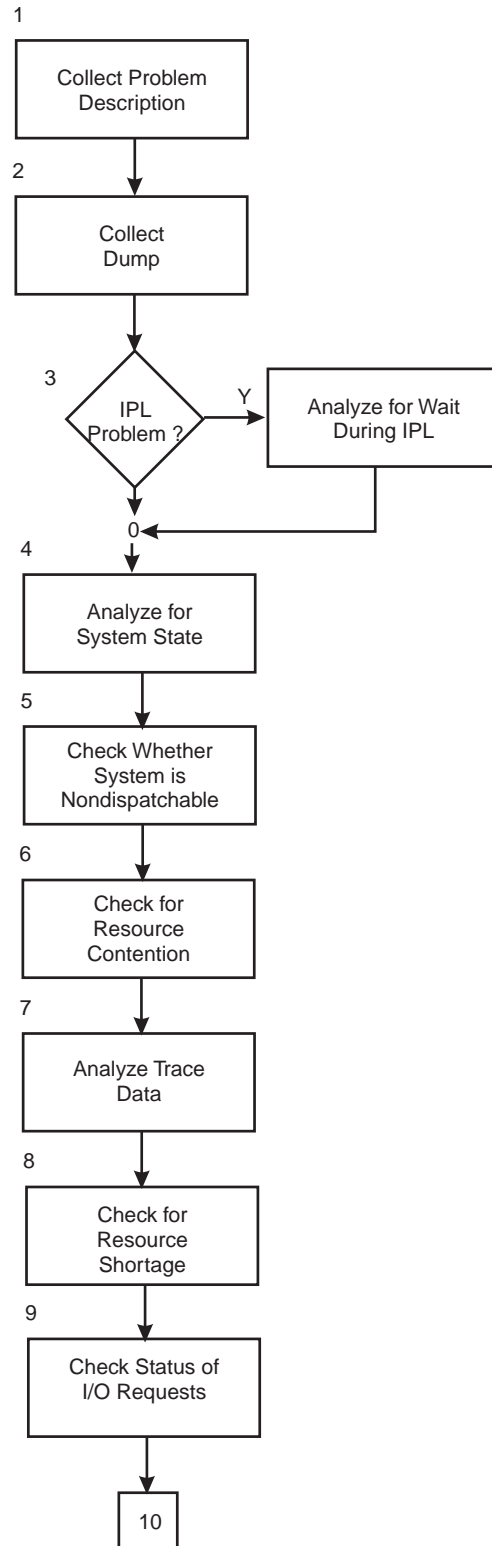 1
Collect Problem
Description
2
Collect
Dump
3
IPL
Problem ?
Y
Analyze for Wait
During IPL
0
4
Analyze for
System State
5
Check Whether
System is
Nondispatchable
6
Check for
Resource
Contention
7
Analyze Trace
Data
8
Check for
Resource
Shortage
9
Check Status of
I/O Requests
10